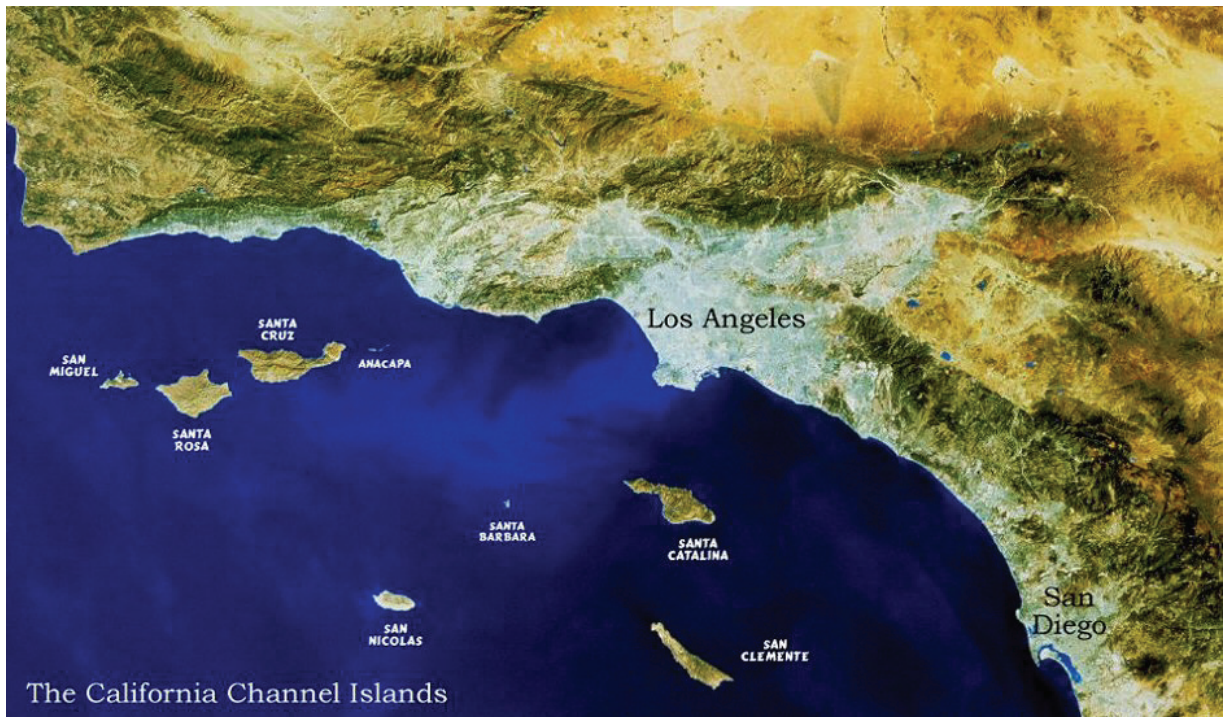 Los Angeles
SANTA
CRUZ
SAN
MIGUEL
ANACAPA
SANTA
ROSA
SANTA
BARBARA
SANTA
CATALINA
SAN
NICOLAS
SAN
CLEMENTE
San
Diego
The California Channel Islands